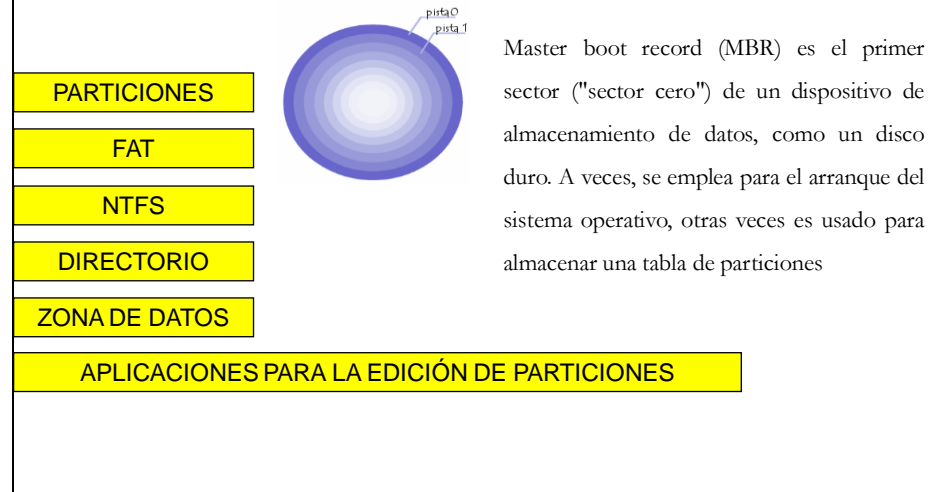 pista0
pista 1
PARTICIONES
FAT
NTFS
DIRECTORIO
ZONA DE DATOS
APLICACIONES PARA LA EDICIÓN DE PARTICIONES
Master boot record (MBR) es el primer
sector ("sector cero") de un dispositivo de
almacenamiento de datos, como un disco
duro. A veces, se emplea para el arranque del
sistema operativo, otras veces es usado para
almacenar una tabla de particiones